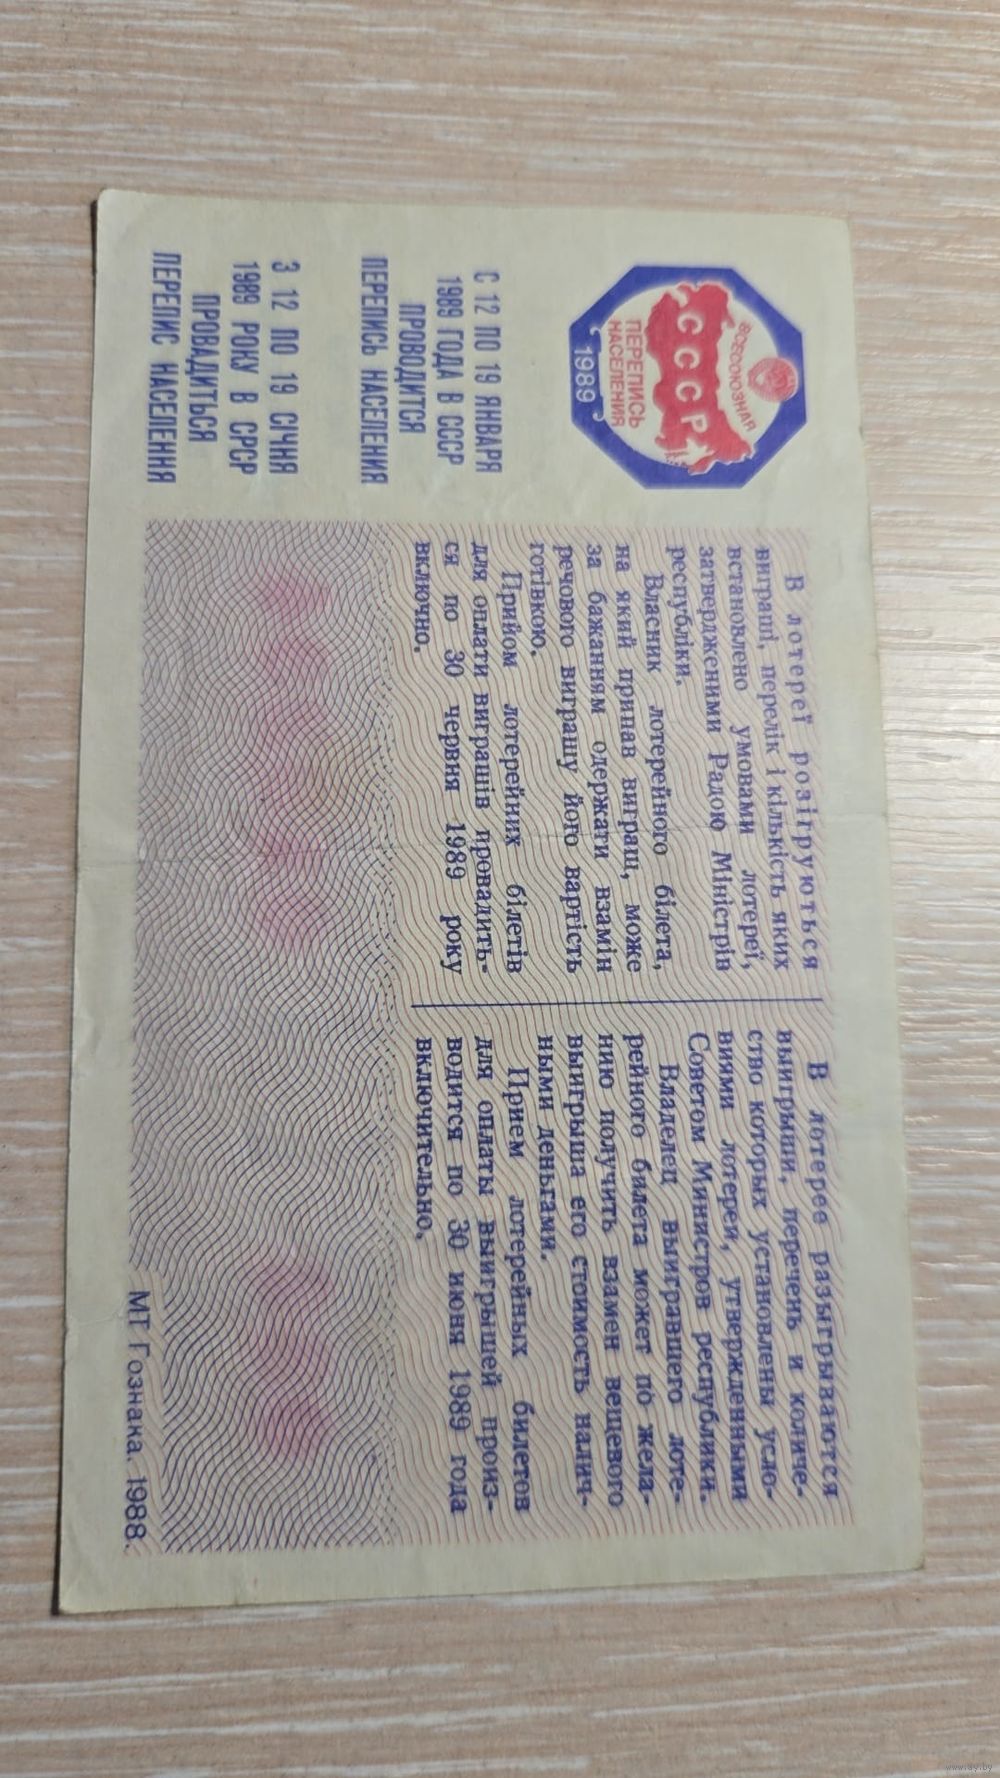 ВСЕСОЮЗНАЯ
СССР
ПЕРЕПИСЬ
НАСЕЛЕНИЯ
1989
С 12 ПО 19 ЯНВАРЯ
1989 ГОДА В СССР
ПРОВОДИТСЯ
ПЕРЕПИСЬ НАСЕЛЕНИЯ
З 12 ПО 19 СІЧНЯ
1989 РОКУ В СРСР
ПРОВАДИТЬСЯ
ПЕРЕПИС НАСЕЛЕННЯ
В лотереї розігруються
виграші, перелік і кількість яких
встановлено умовами лотереї,
затвердженими Радою Міністрів
республіки.
Власник лотерейного білета,
на який припав виграш, може
за бажанням одержати взамін
речового виграшу його вартість
готівкою.
Прийом лотерейних білетів
для оплати виграшів провадить-
ся по 30 червня 1989 року
включно.
В лотерее разыгрываются
выигрыши, перечень и количе-
ство которых установлены усло-
виями лотереи, утвержденными
Советом Министров республики.
Владелец выигравшего лоте-
рейного билета может по жела-
нию получить взамен вещевого
выигрыша его стоимость налич-
ными деньгами.
Прием лотерейных билетов
для оплаты выигрышей произ-
водится по 30 июня 1989 года
включительно.
МТ Гознака. 1988.
www.ay.by